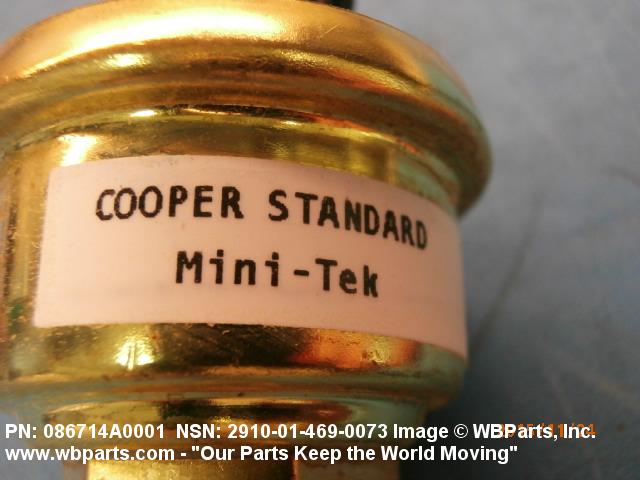 COOPER STANDARD
Mini-Tek
PN: 086714A0001 NSN: 2910-01-469-0073 Image © WBParts, Inc.
www.wbparts.com - "Our Parts Keep the World Moving"